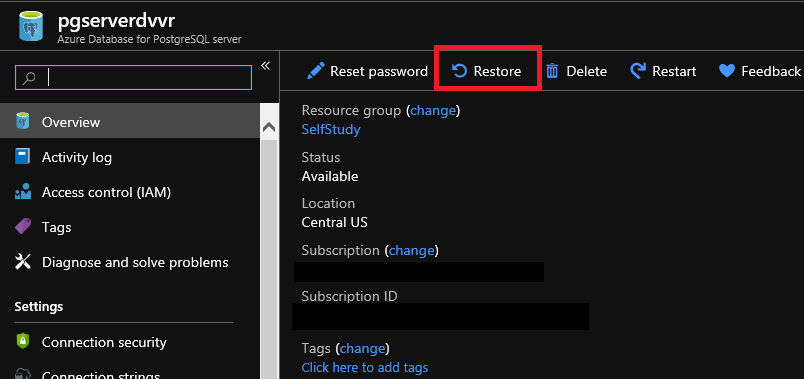 pgserverdvvr
Azure Database for PostgreSQL server
«
Overview
Activity log
Access control (IAM)
Tags
Diagnose and solve problems
Settings
Connection security
Connection strings
Reset password Restore Delete Restart Feedback
Resource group (change)
SelfStudy
Status
Available
Location
Central US
Subscription (change)
Subscription ID
Tags (change)
Click here to add tags